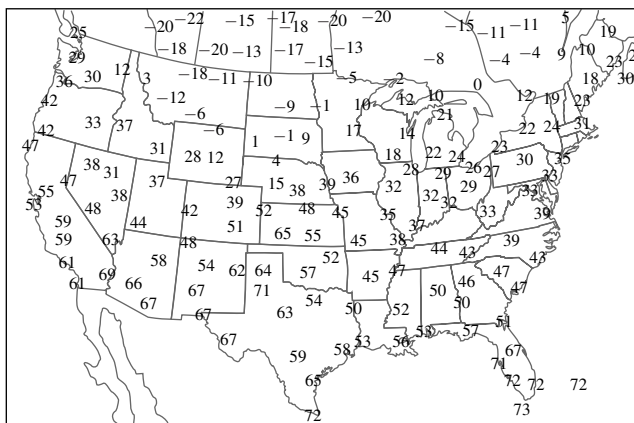 −20 −22 −15 −17 −18 −20 −20 −15 −11 −11 5 19
25 −18 −20 −13 −17 −13 −15 −8 −4 −4 9 10 23
29 36 30 12 3 −18 −11 −10 −5 −2 0 18 30
42 −12 −6 −9 −1 10 12 10 21 12 19 23
42 33 37 −6 1 −1 9 17 14 22 24 31
47 31 28 12 4 18 22 24 23 30 35
38 31 37 27 15 38 39 36 28 32 29 26 27 33
47 55 53 48 38 42 39 52 48 45 35 32 32 29 33 33 39
59 59 63 44 48 51 65 55 45 38 37 44 43 39 43
61 61 69 58 54 62 64 57 52 45 47 46 47 47
66 67 67 67 71 63 54 50 52 50 50 51
67 59 58 53 56 53 57 67
65 71 72 72 72
72 73